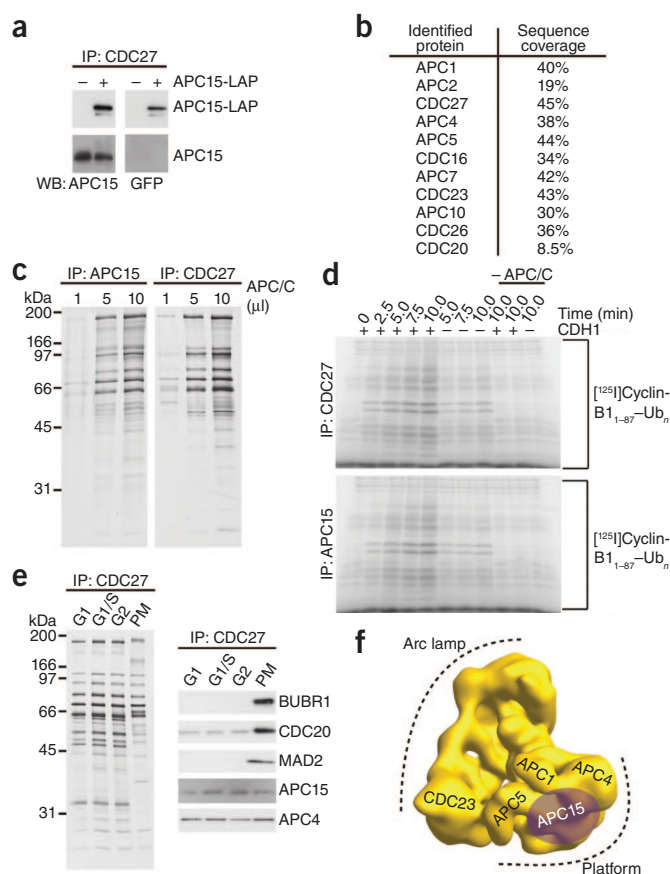 a
IP: CDC27
– + – + APC15-LAP
APC15-LAP
APC15
WB: APC15 GFP
b
Identified protein Sequence coverage
APC1 40%
APC2 19%
CDC27 45%
APC4 38%
APC5 44%
CDC16 34%
APC7 42%
CDC23 43%
APC10 30%
CDC26 36%
CDC20 8.5%
c
IP: APC15 IP: CDC27
kDa 1 5 10 1 5 10 APC/C (µl)
200
166
97
66
45
31
d
– APC/C
0 2.5 5.0 7.5 10.0 5.0 7.5 10.0 10.0 10.0 10.0 Time (min)
+ + + + + – – – + + – CDH1
IP: CDC27
[125I]Cyclin-B11–87–Ubn
IP: APC15
[125I]Cyclin-B11–87–Ubn
e
IP: CDC27
kDa G1 G1/S G2 PM
200
166
97
66
45
31
IP: CDC27
G1 G1/S G2 PM
BUBR1
CDC20
MAD2
APC15
APC4
f
Arc lamp
APC1
APC4
CDC23
APC5
APC15
Platform